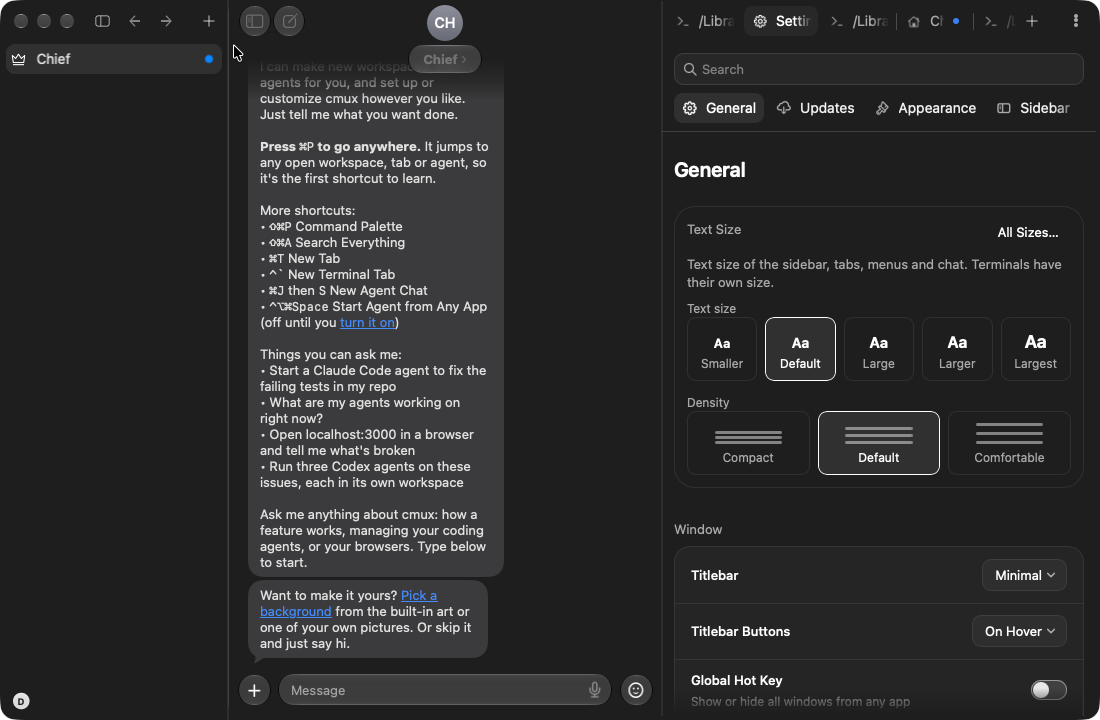 Chief
D
CH
Chief ›
I can make new
agents for you, and set up or
customize cmux however you like.
Just tell me what you want done.
Press ⌘P to go anywhere. It jumps to
any open workspace, tab or agent, so
it's the first shortcut to learn.
More shortcuts:
• ⇧⌘P Command Palette
• ⇧⌘A Search Everything
• ⌘T New Tab
• ^` New Terminal Tab
• ⌘J then S New Agent Chat
• ^⌥⌘Space Start Agent from Any App
(off until you turn it on)
Things you can ask me:
• Start a Claude Code agent to fix the
failing tests in my repo
• What are my agents working on
right now?
• Open localhost:3000 in a browser
and tell me what's broken
• Run three Codex agents on these
issues, each in its own workspace
Ask me anything about cmux: how a
feature works, managing your coding
agents, or your browsers. Type below
to start.
Want to make it yours? Pick a
background from the built-in art or
one of your own pictures. Or skip it
and just say hi.
Message
/Libra Settin /Libra Ch
Search
General Updates Appearance Sidebar
General
Text Size All Sizes...
Text size of the sidebar, tabs, menus and chat. Terminals have
their own size.
Text size
Aa Aa Aa Aa Aa
Smaller Default Large Larger Largest
Density
Compact Default Comfortable
Window
Titlebar Minimal
Titlebar Buttons On Hover
Global Hot Key
Show or hide all windows from any app